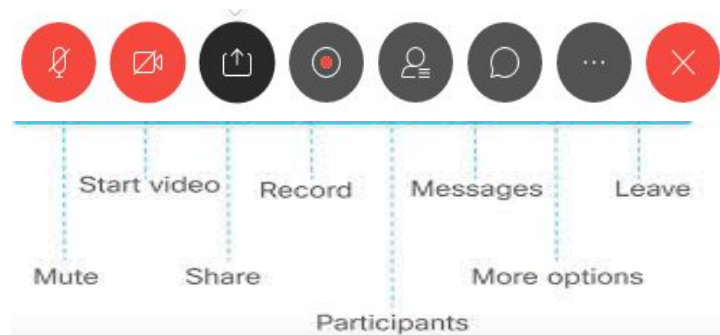 Start video
Record
Messages
Leave
Mute
Share
More options
Participants